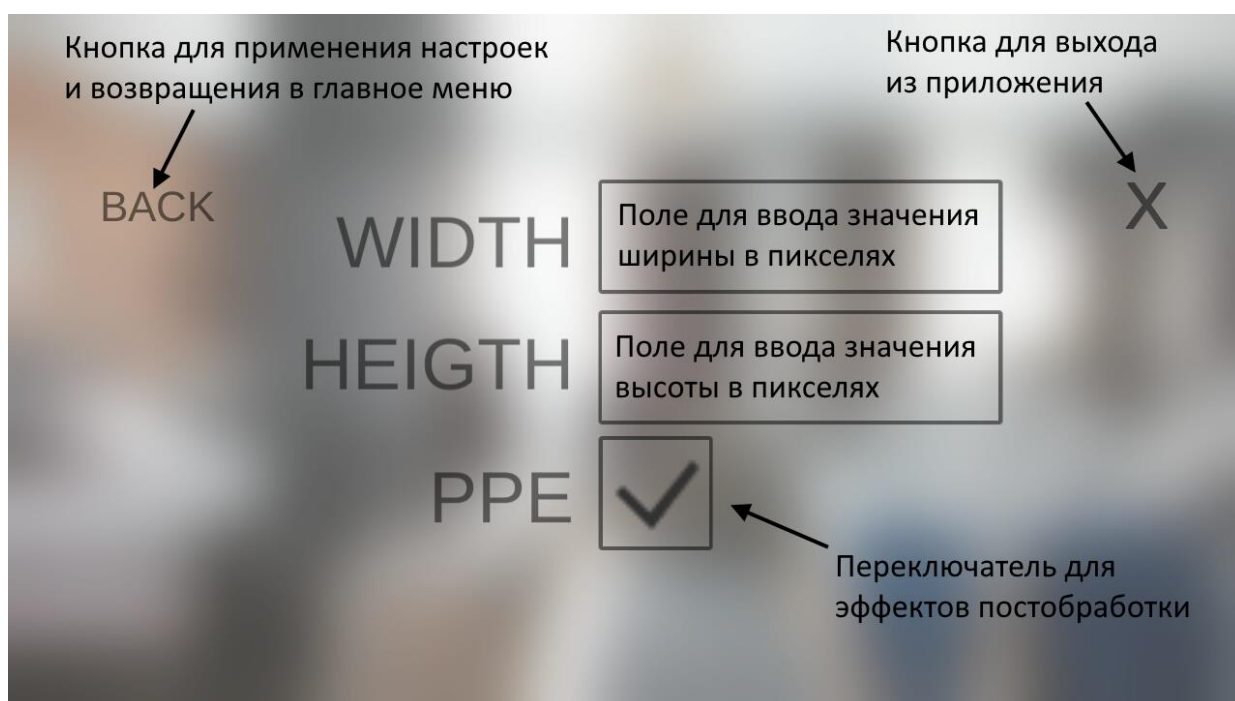 Кнопка для применения настроек
и возвращения в главное меню
Кнопка для выхода
из приложения
BACK
X
WIDTH
Поле для ввода значения
ширины в пикселях
HEIGTH
Поле для ввода значения
высоты в пикселях
PPE
Переключатель для
эффектов постобработки